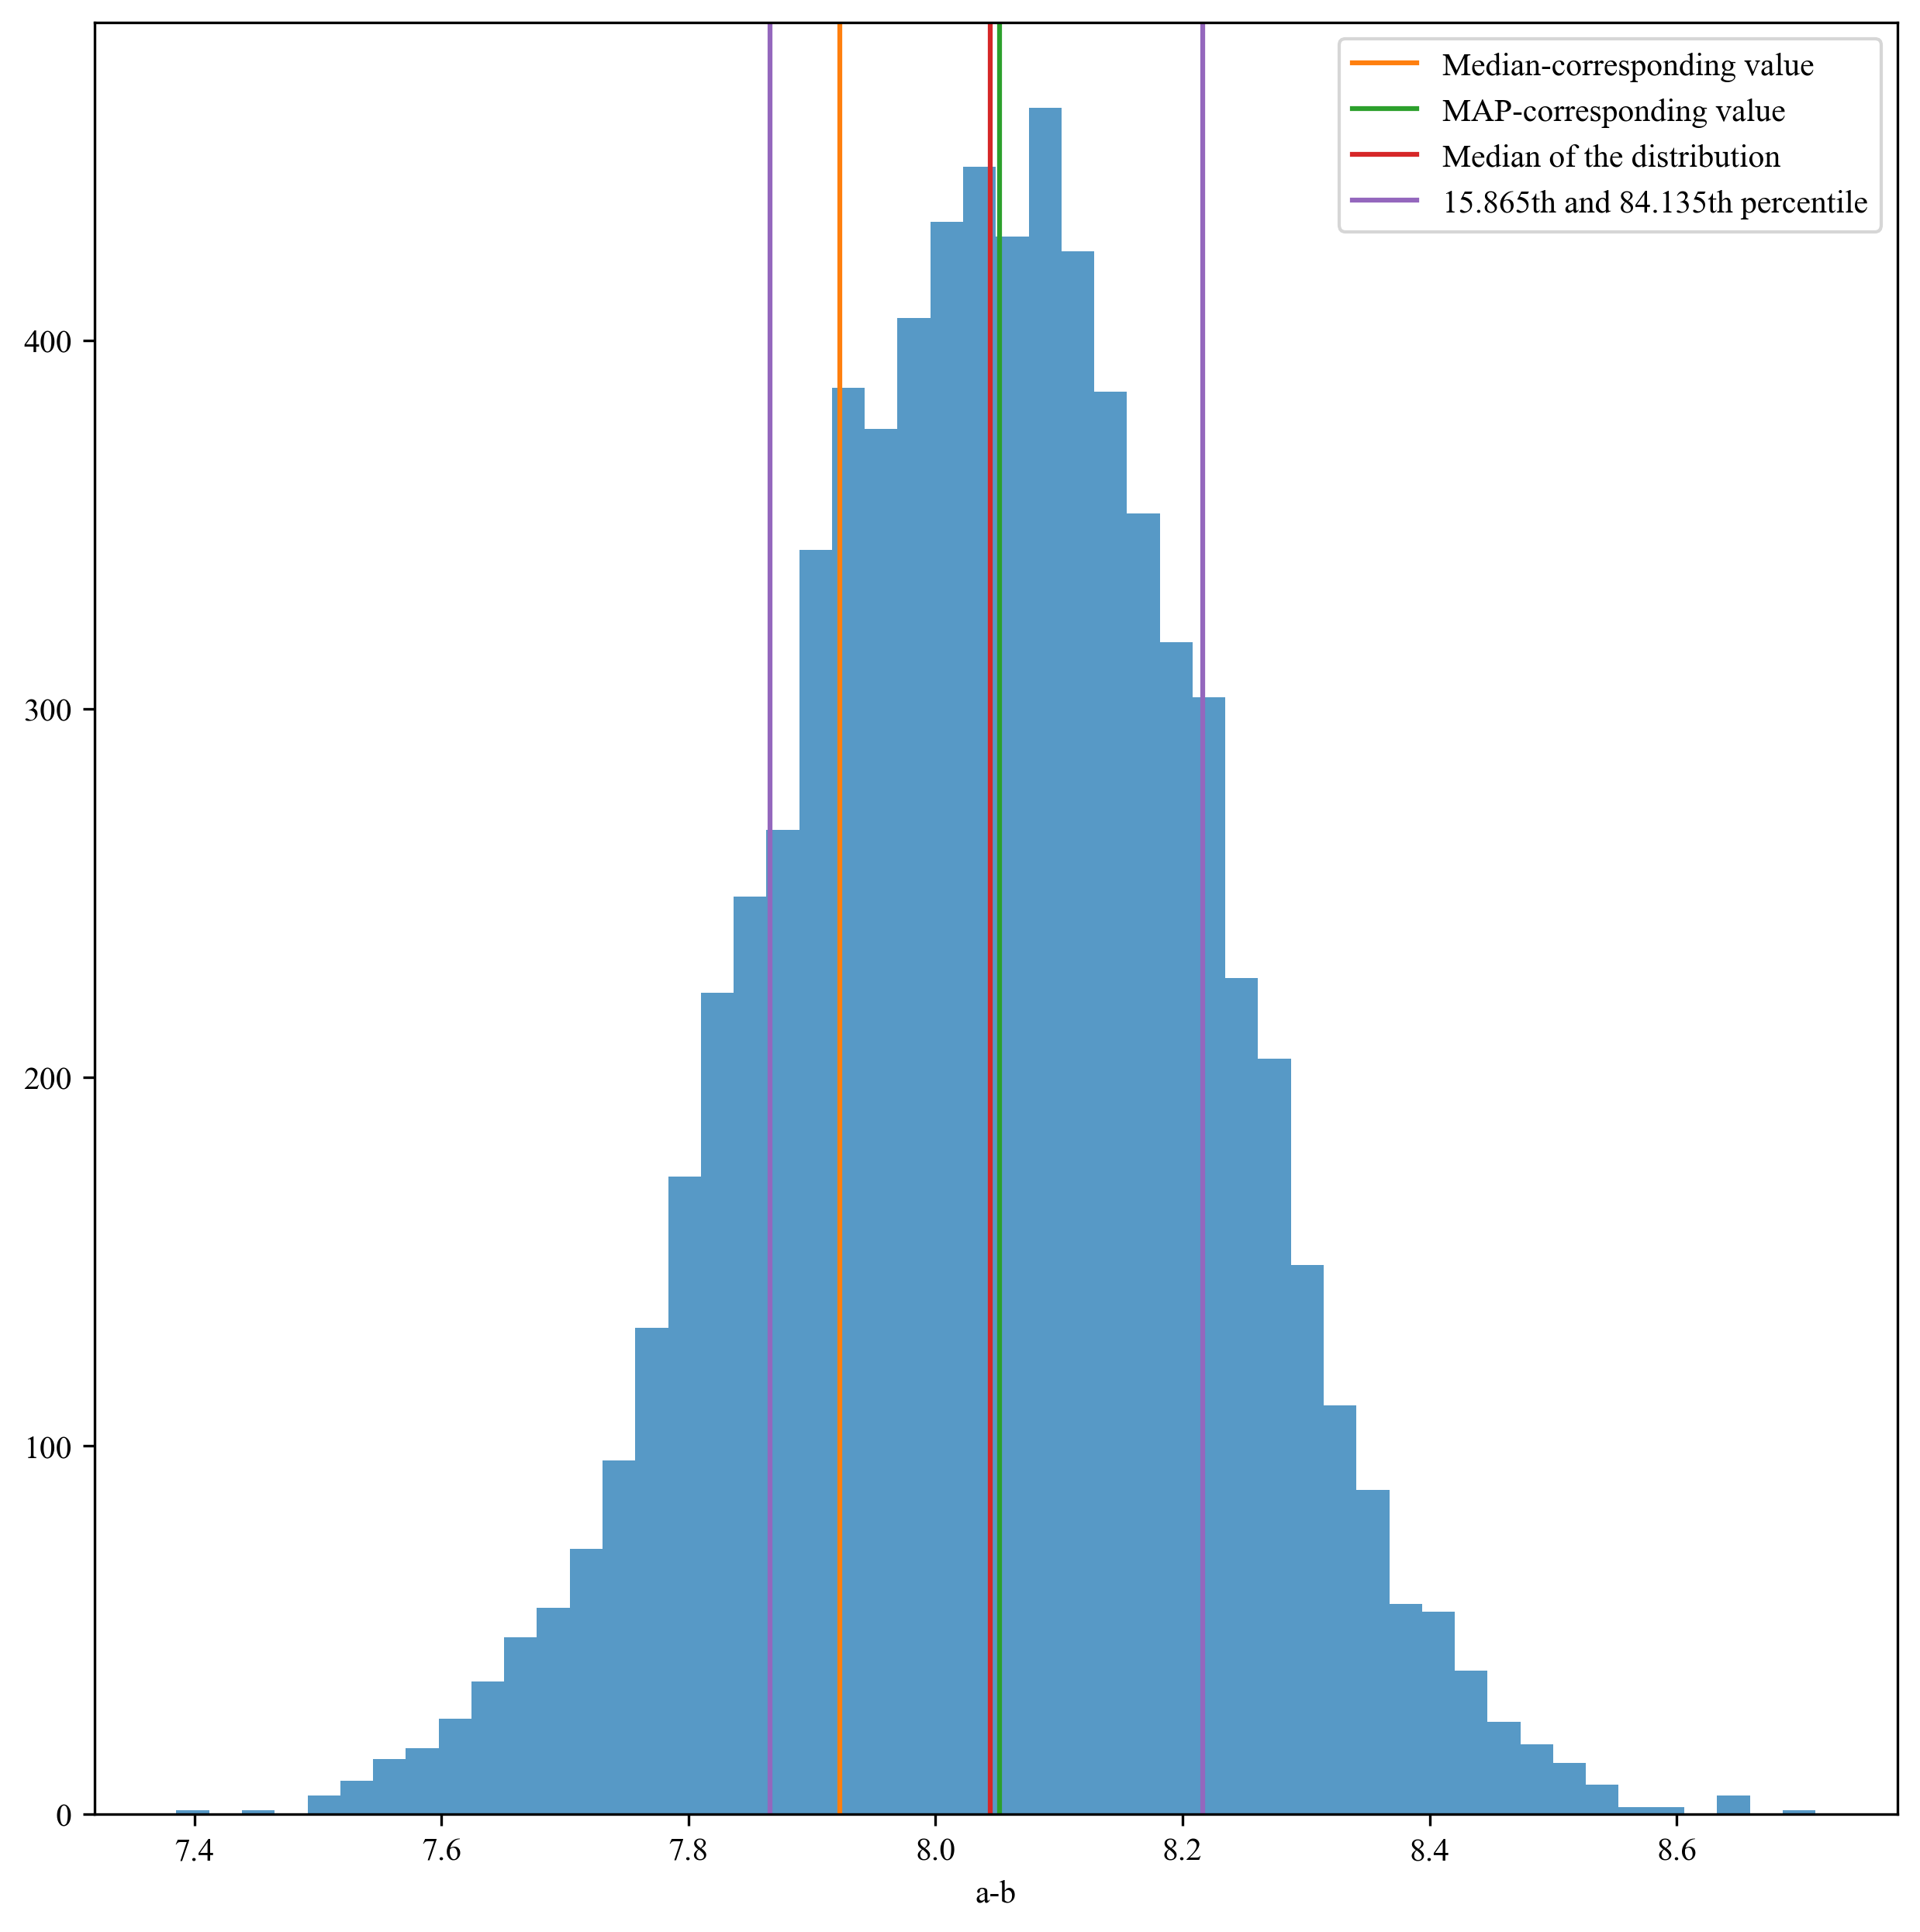 Median-corresponding value
MAP-corresponding value
Median of the distribution
15.865th and 84.135th percentile
400
300
200
100
0
7.4 7.6 7.8 8.0 8.2 8.4 8.6
a-b